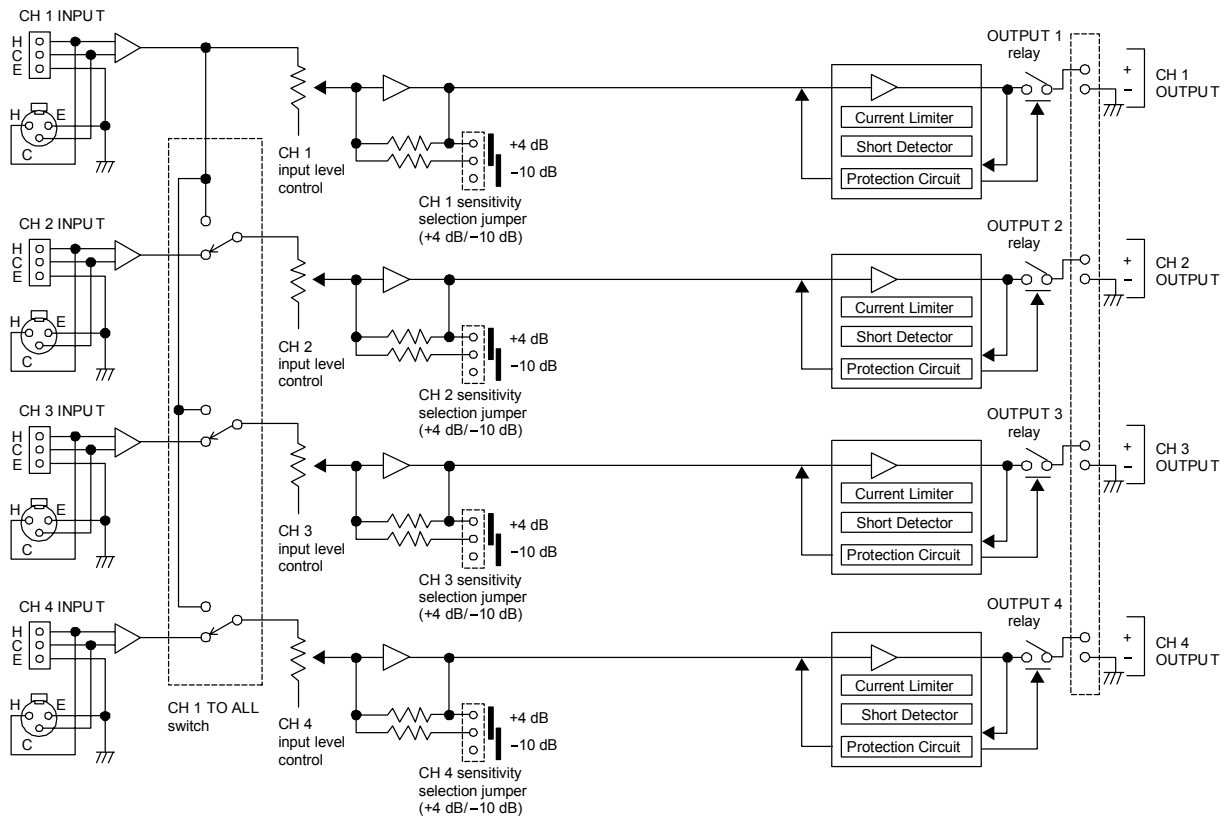 CH 1 INPUT
H
C
E
H
E
C
CH 1
input level
control
+4 dB
−10 dB
CH 1 sensitivity
selection jumper
(+4 dB/−10 dB)
Current Limiter
Short Detector
Protection Circuit
OUTPUT 1
relay
+
−
CH 1
OUTPUT
CH 2 INPUT
H
C
E
H
E
C
CH 2
input level
control
+4 dB
−10 dB
CH 2 sensitivity
selection jumper
(+4 dB/−10 dB)
Current Limiter
Short Detector
Protection Circuit
OUTPUT 2
relay
+
−
CH 2
OUTPUT
CH 3 INPUT
H
C
E
H
E
C
CH 3
input level
control
+4 dB
−10 dB
CH 3 sensitivity
selection jumper
(+4 dB/−10 dB)
Current Limiter
Short Detector
Protection Circuit
OUTPUT 3
relay
+
−
CH 3
OUTPUT
CH 4 INPUT
H
C
E
H
E
C
CH 1 TO ALL
switch
CH 4
input level
control
+4 dB
−10 dB
CH 4 sensitivity
selection jumper
(+4 dB/−10 dB)
Current Limiter
Short Detector
Protection Circuit
OUTPUT 4
relay
+
−
CH 4
OUTPUT